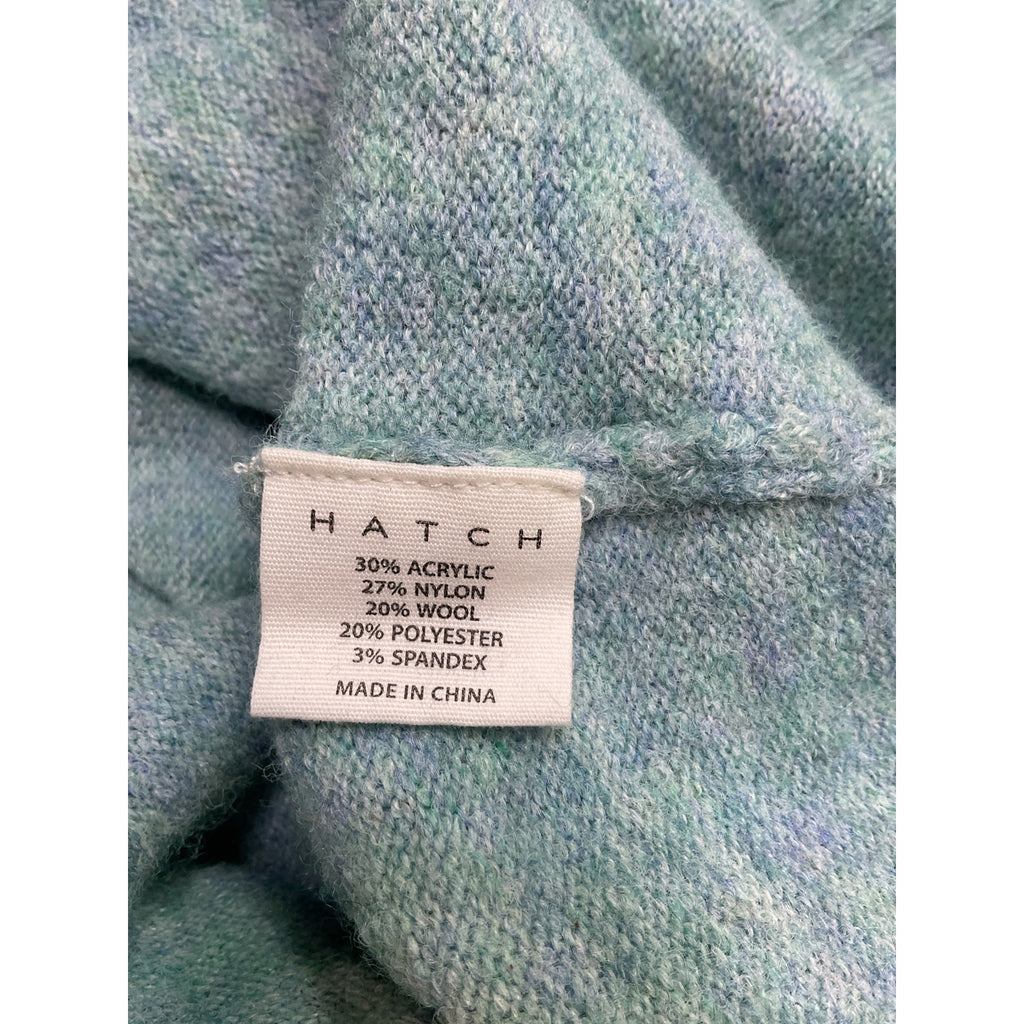 HATCH
30% ACRYLIC
27% NYLON
20% WOOL
20% POLYESTER
3% SPANDEX
MADE IN CHINA